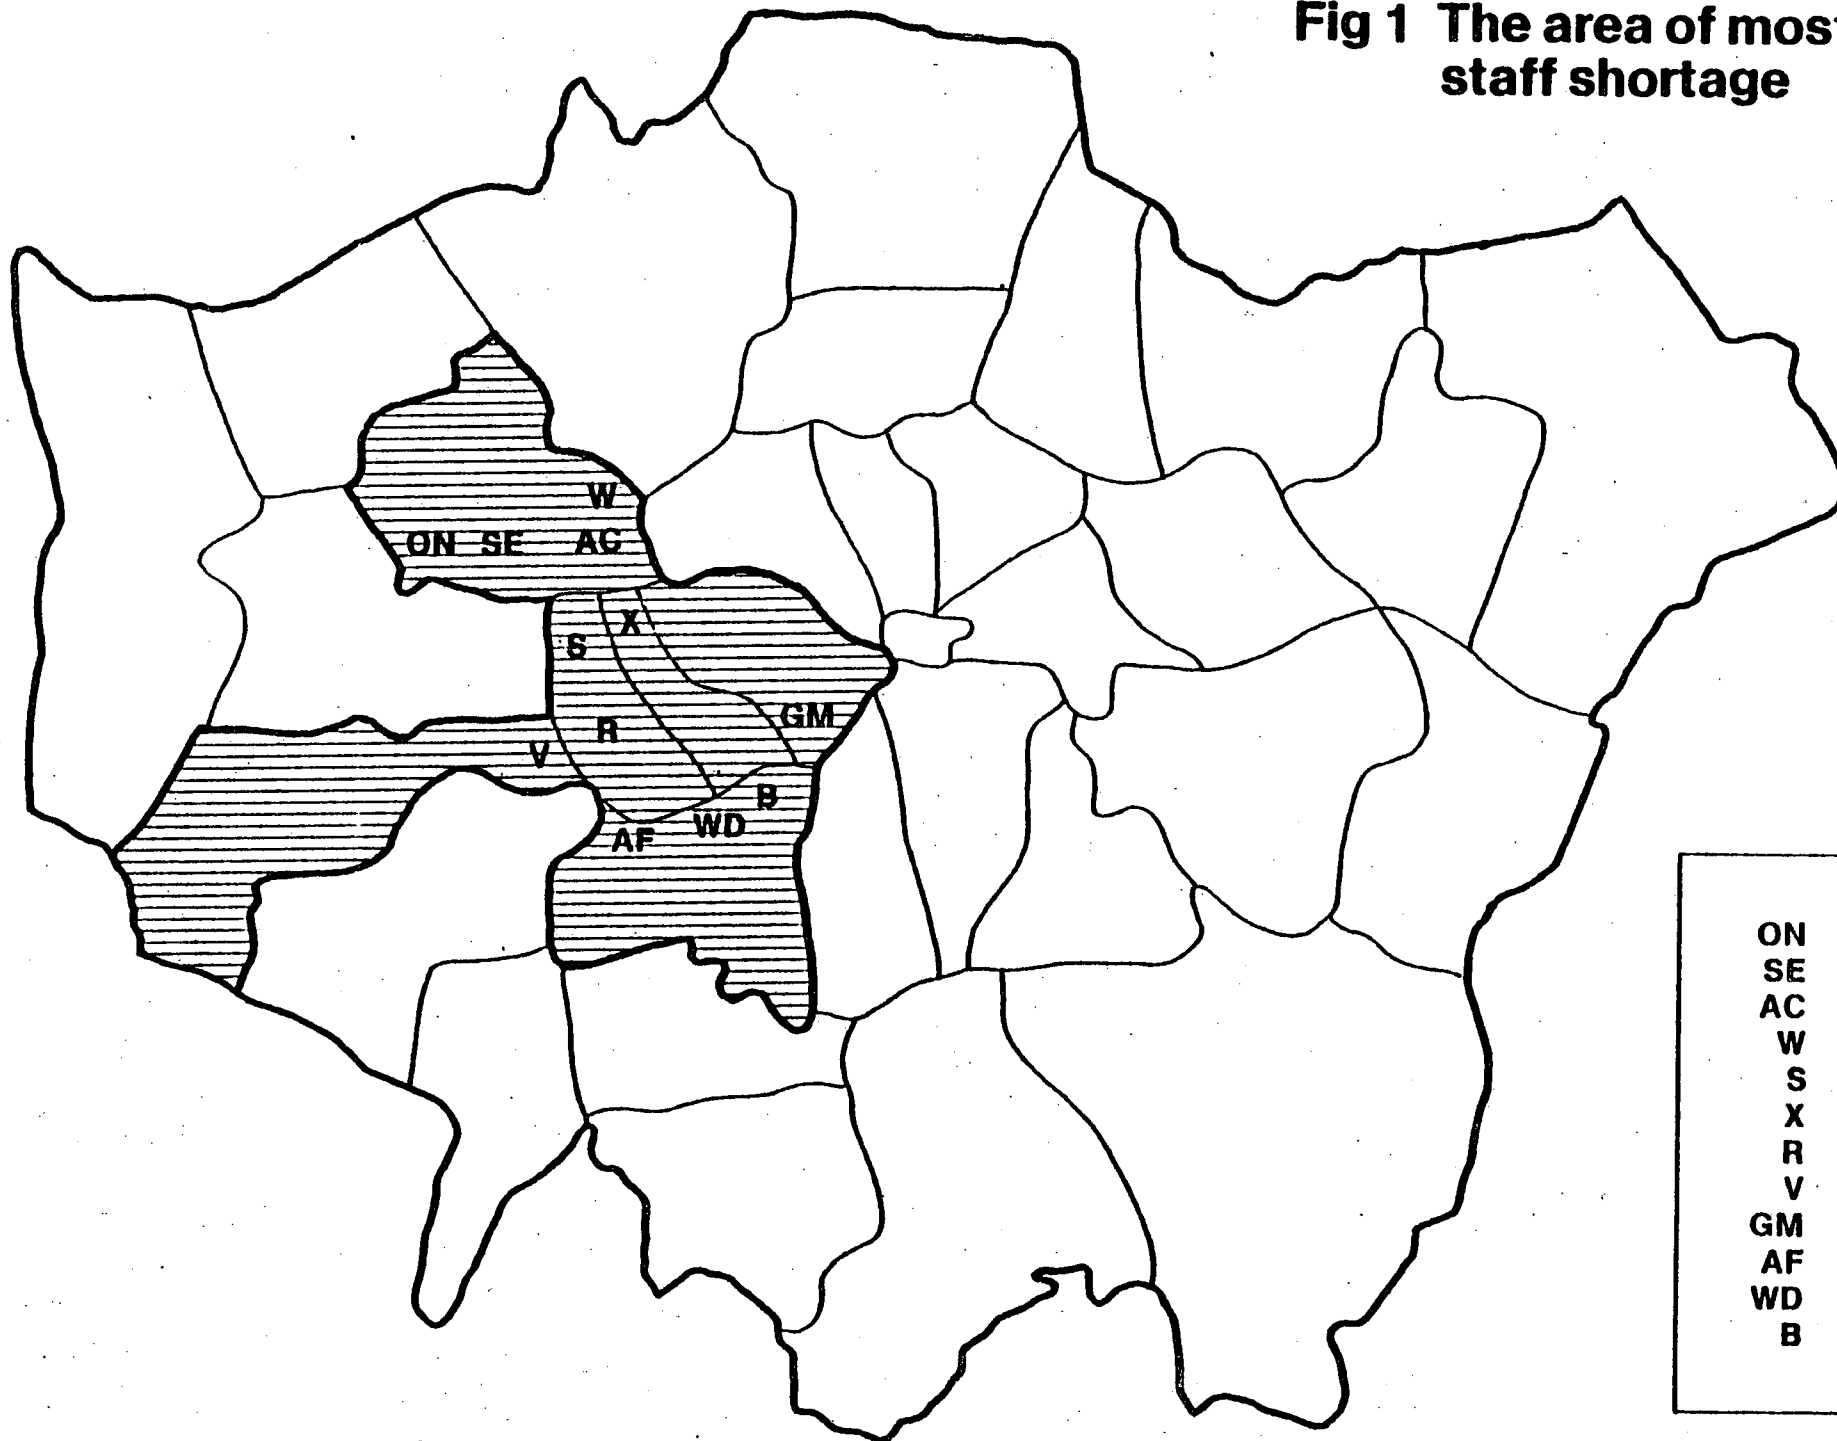 Fig 1 The area of most
staff shortage
W
ON SE AC
X
S
GM
R
V
B
WD
AF
ON
SE
AC
W
S
X
R
V
GM
AF
WD
B